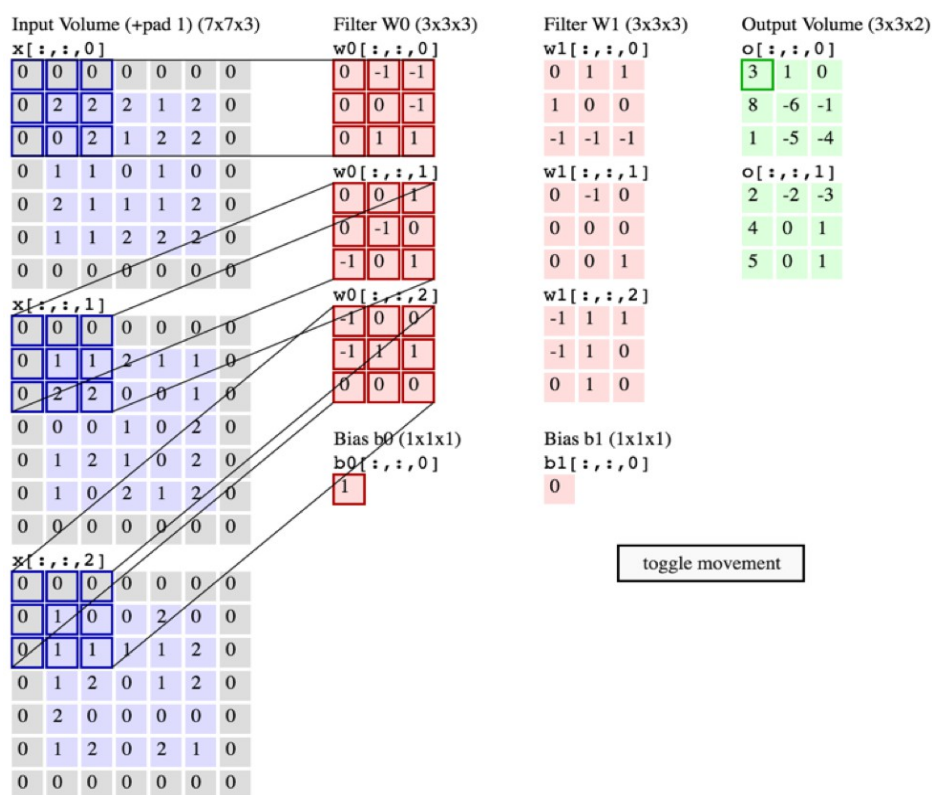 Input Volume (+pad 1) (7x7x3)
x[:,:,0]
0 0 0 0 0 0 0
0 2 2 2 1 2 0
0 0 2 1 2 2 0
0 1 1 0 1 0 0
0 2 1 1 1 2 0
0 1 1 2 2 2 0
0 0 0 0 0 0 0
x[:,:,1]
0 0 0 0 0 0 0
0 1 1 2 1 1 0
0 2 2 0 0 1 0
0 0 0 1 0 2 0
0 1 2 1 0 2 0
0 1 0 2 1 2 0
0 0 0 0 0 0 0
x[:,:,2]
0 0 0 0 0 0 0
0 1 0 0 2 0 0
0 1 1 1 1 2 0
0 1 2 0 1 2 0
0 2 0 0 0 0 0
0 1 2 0 2 1 0
0 0 0 0 0 0 0
Filter W0 (3x3x3)
w0[:,:,0]
0 -1 -1
0 0 -1
0 1 1
w0[:,:,1]
0 0 1
0 -1 0
-1 0 1
w0[:,:,2]
-1 0 0
-1 1 1
0 0 0
Bias b0 (1x1x1)
b0[:,:,0]
1
Filter W1 (3x3x3)
w1[:,:,0]
0 1 1
1 0 0
-1 -1 -1
w1[:,:,1]
0 -1 0
0 0 0
0 0 1
w1[:,:,2]
-1 1 1
-1 1 0
0 1 0
Bias b1 (1x1x1)
b1[:,:,0]
0
Output Volume (3x3x2)
o[:,:,0]
3 1 0
8 -6 -1
1 -5 -4
o[:,:,1]
2 -2 -3
4 0 1
5 0 1
toggle movement